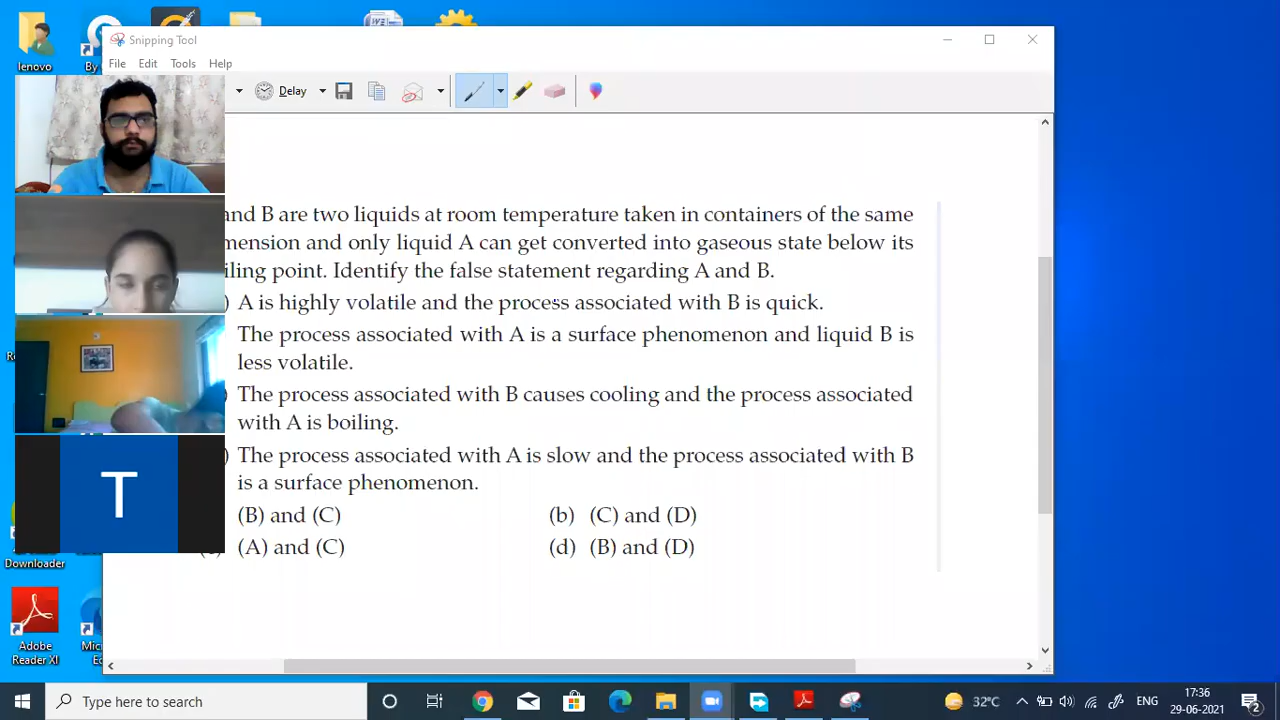 lenovo
By
Snipping Tool
File Edit Tools Help
Delay
and B are two liquids at room temperature taken in containers of the same
mension and only liquid A can get converted into gaseous state below its
iling point. Identify the false statement regarding A and B.
) A is highly volatile and the process associated with B is quick.
The process associated with A is a surface phenomenon and liquid B is
less volatile.
) The process associated with B causes cooling and the process associated
with A is boiling.
) The process associated with A is slow and the process associated with B
is a surface phenomenon.
(B) and (C) (b) (C) and (D)
(A) and (C) (d) (B) and (D)
T
Downloader
Adobe
Reader XI
Mic
Ed
Type here to search
32°C
ENG
17:36
29-06-2021
2